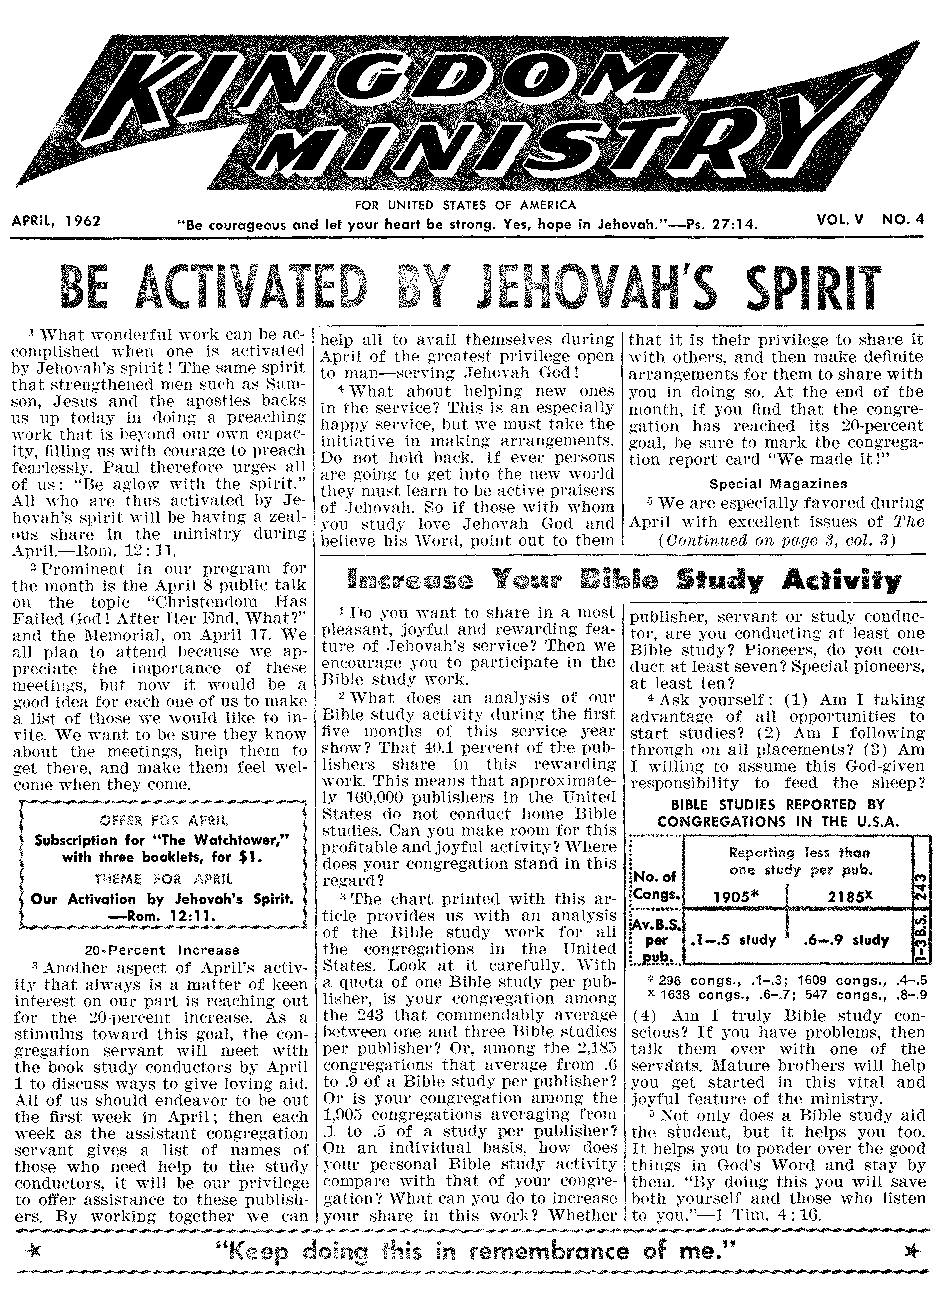 KINGDOM
MINISTRY
FOR UNITED STATES OF AMERICA
APRIL, 1962
"Be courageous and let your heart be strong. Yes, hope in Jehovah."—Ps. 27:14.
VOL. V NO. 4
BE ACTIVATED BY JEHOVAH'S SPIRIT
1 What wonderful work can be ac-
complished when one is activated
by Jehovah's spirit! The same spirit
that strengthened men such as Sam-
son, Jesus and the apostles backs
us up today in doing a preaching
work that is beyond our own capac-
ity, filling us with courage to preach
fearlessly. Paul therefore urges all
of us: "Be aglow with the spirit."
All who are thus activated by Je-
hovah's spirit will be having a zeal-
ous share in the ministry during
April.—Rom. 12:11.
2 Prominent in our program for
the month is the April 8 public talk
on the topic "Christendom Has
Failed God! After Her End, What?"
and the Memorial, on April 17. We
all plan to attend because we ap-
preciate the importance of these
meetings, but now it would be a
good idea for each one of us to make
a list of those we would like to in-
vite. We want to be sure they know
about the meetings, help them to
get there, and make them feel wel-
come when they come.
OFFER FOR APRIL
Subscription for "The Watchtower,"
with three booklets, for $1.
THEME FOR APRIL
Our Activation by Jehovah's Spirit.
—Rom. 12:11.
20-Percent Increase
3 Another aspect of April's activ-
ity that always is a matter of keen
interest on our part is reaching out
for the 20-percent increase. As a
stimulus toward this goal, the con-
gregation servant will meet with
the book study conductors by April
1 to discuss ways to give loving aid.
All of us should endeavor to be out
the first week in April; then each
week as the assistant congregation
servant gives a list of names of
those who need help to the study
conductors, it will be our privilege
to offer assistance to these publish-
ers. By working together we can
help all to avail themselves during
April of the greatest privilege open
to man—serving Jehovah God!
4 What about helping new ones
in the service? This is an especially
happy service, but we must take the
initiative in making arrangements.
Do not hold back. If ever persons
are going to get into the new world
they must learn to be active praisers
of Jehovah. So if those with whom
you study love Jehovah God and
believe his Word, point out to them
that it is their privilege to share it
with others, and then make definite
arrangements for them to share with
you in doing so. At the end of the
month, if you find that the congre-
gation has reached its 20-percent
goal, be sure to mark the congrega-
tion report card "We made it!"
Special Magazines
5 We are especially favored during
April with excellent issues of The
(Continued on page 3, col. 3)
Increase Your Bible Study Activity
1 Do you want to share in a most
pleasant, joyful and rewarding fea-
ture of Jehovah's service? Then we
encourage you to participate in the
Bible study work.
2 What does an analysis of our
Bible study activity during the first
five months of this service year
show? That 40.1 percent of the pub-
lishers share in this rewarding
work. This means that approximate-
ly 160,000 publishers in the United
States do not conduct home Bible
studies. Can you make room for this
profitable and joyful activity? Where
does your congregation stand in this
regard?
3 The chart printed with this ar-
ticle provides us with an analysis
of the Bible study work for all
the congregations in the United
States. Look at it carefully. With
a quota of one Bible study per pub-
lisher, is your congregation among
the 243 that commendably average
between one and three Bible studies
per publisher? Or, among the 2,185
congregations that average from .6
to .9 of a Bible study per publisher?
Or is your congregation among the
1,905 congregations averaging from
.1 to .5 of a study per publisher?
On an individual basis, how does
your personal Bible study activity
compare with that of your congre-
gation? What can you do to increase
your share in this work? Whether
publisher, servant or study conduc-
tor, are you conducting at least one
Bible study? Pioneers, do you con-
duct at least seven? Special pioneers,
at least ten?
4 Ask yourself: (1) Am I taking
advantage of all opportunities to
start studies? (2) Am I following
through on all placements? (3) Am
I willing to assume this God-given
responsibility to feed the sheep?
BIBLE STUDIES REPORTED BY
CONGREGATIONS IN THE U.S.A.
Reporting less than
one study per pub.
No. of
Congs.
1905*
2185x
243
Av.B.S.
per
pub.
.1–.5 study
.6–.9 study
1–3 B.S.
* 296 congs., .1–.3; 1609 congs., .4–.5
x 1638 congs., .6–.7; 547 congs., .8–.9
(4) Am I truly Bible study con-
scious? If you have problems, then
talk them over with one of the
servants. Mature brothers will help
you get started in this vital and
joyful feature of the ministry.
5 Not only does a Bible study aid
the student, but it helps you too.
It helps you to ponder over the good
things in God's Word and stay by
them. "By doing this you will save
both yourself and those who listen
to you."—1 Tim. 4:16.
"Keep doing this in remembrance of me."